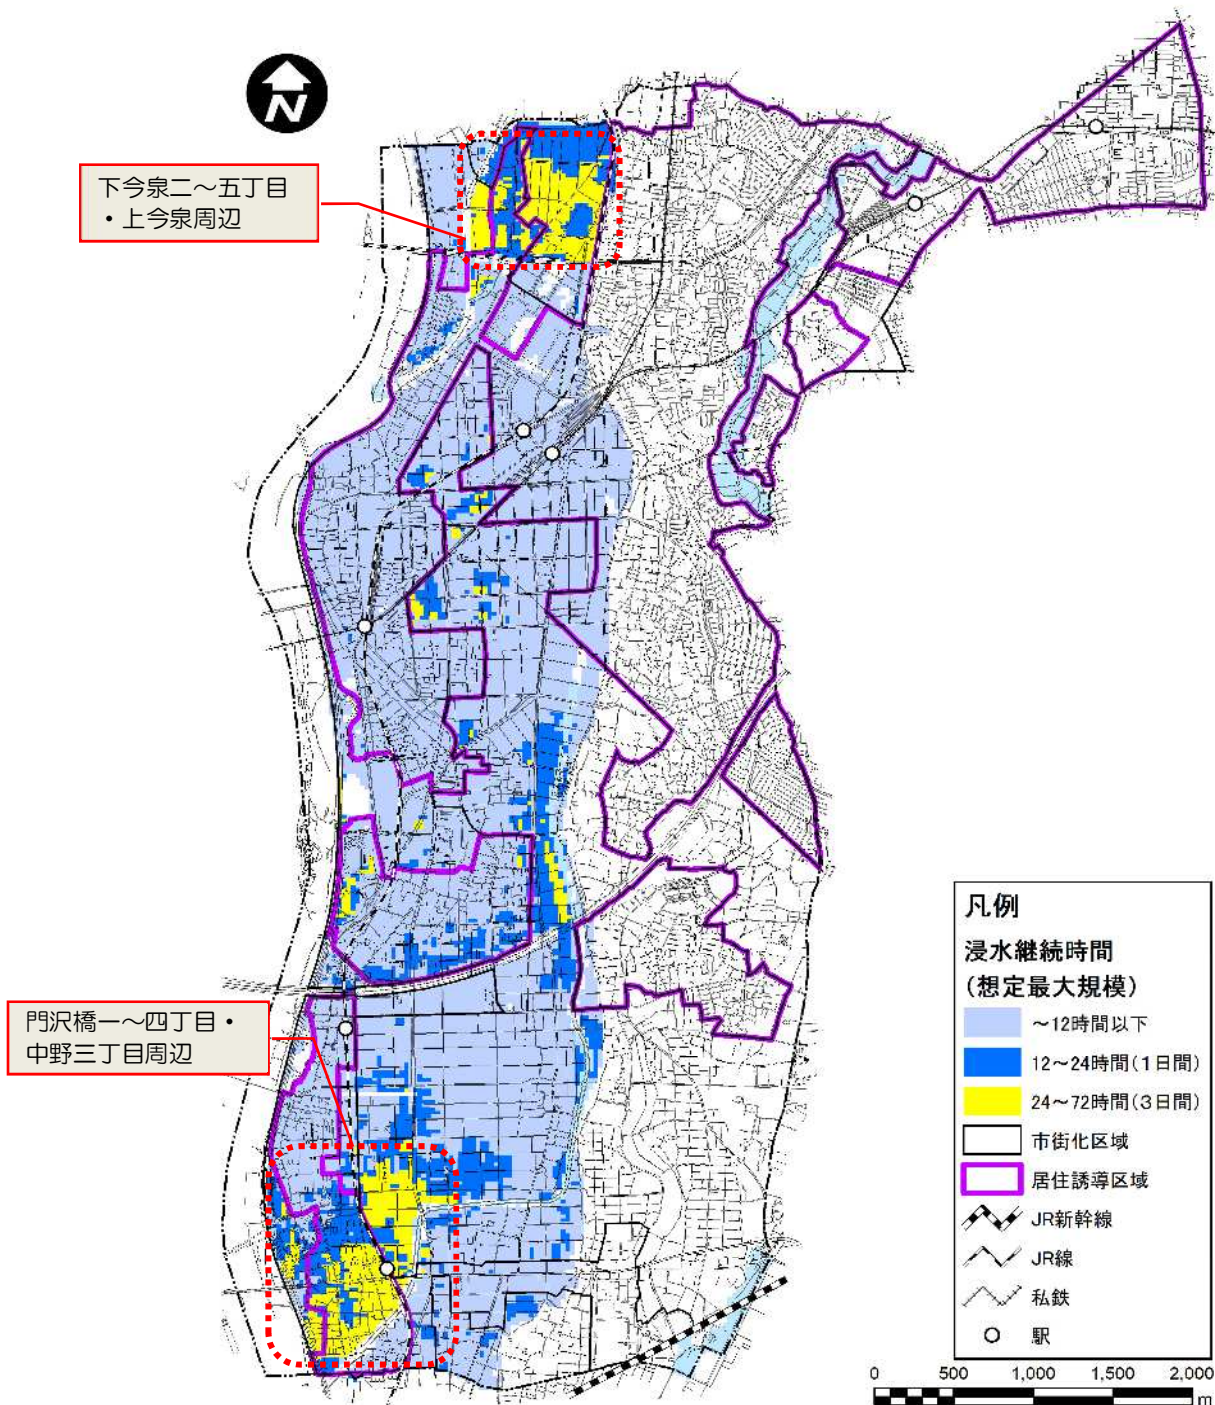 N
下今泉二～五丁目
・上今泉周辺
門沢橋一～四丁目・
中野三丁目周辺
凡例
浸水継続時間
(想定最大規模)
～12時間以下
12～24時間(1日間)
24～72時間(3日間)
市街化区域
居住誘導区域
JR新幹線
JR線
私鉄
駅
0 500 1,000 1,500 2,000
m